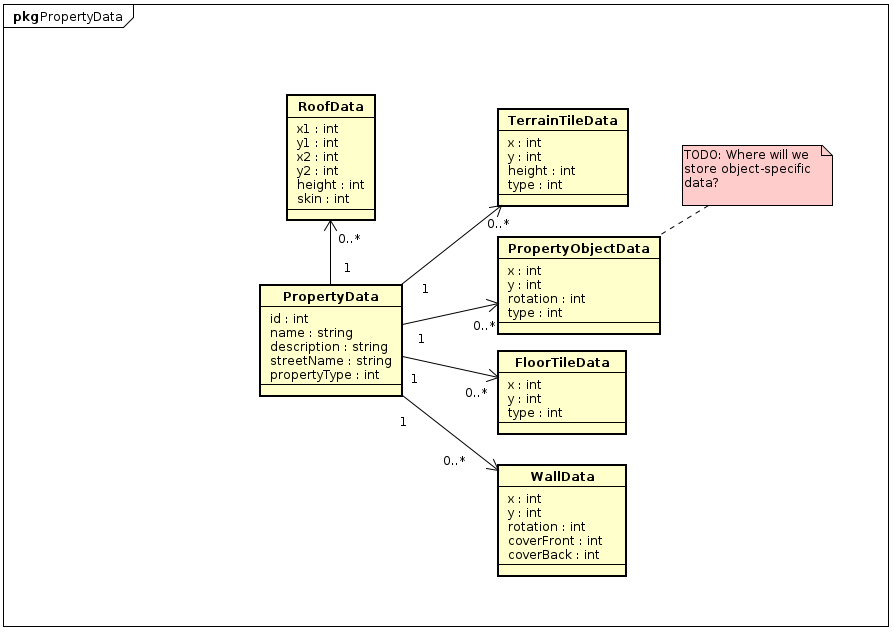 pkgPropertyData
RoofData
x1 : int
y1 : int
x2 : int
y2 : int
height : int
skin : int
TerrainTileData
x : int
y : int
height : int
type : int
TODO: Where will we
store object-specific
data?
0..*
1
0..*
1
PropertyData
id : int
name : string
description : string
streetName : string
propertyType : int
PropertyObjectData
x : int
y : int
rotation : int
type : int
0..*
1
FloorTileData
x : int
y : int
type : int
0..*
1
WallData
x : int
y : int
rotation : int
coverFront : int
coverBack : int
0..*
1